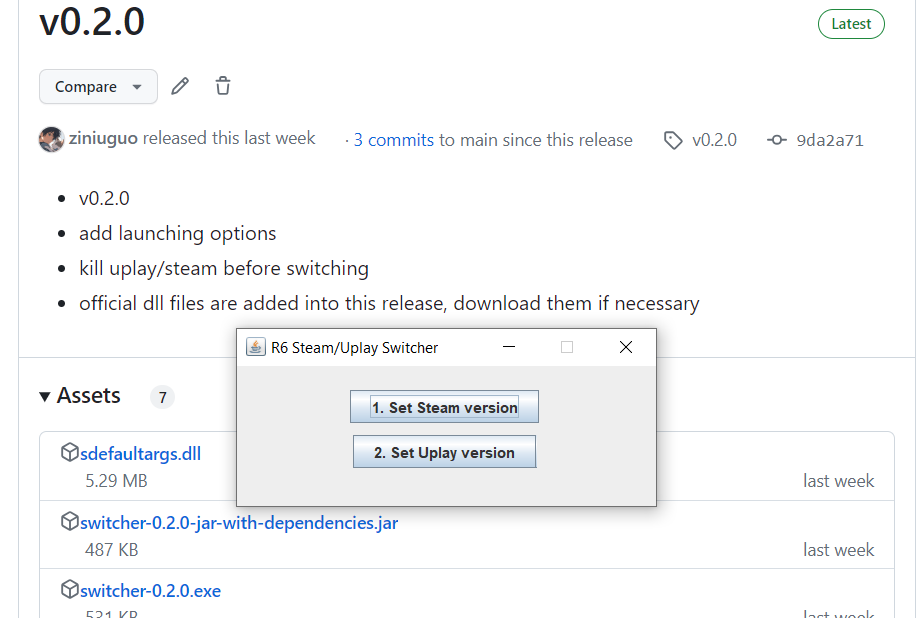 v0.2.0
Latest
Compare
ziniuguo released this last week · 3 commits to main since this release v0.2.0 9da2a71
v0.2.0
add launching options
kill uplay/steam before switching
official dll files are added into this release, download them if necessary
R6 Steam/Uplay Switcher
1. Set Steam version
2. Set Uplay version
Assets 7
sdefaultargs.dll
5.29 MB last week
switcher-0.2.0-jar-with-dependencies.jar
487 KB last week
switcher-0.2.0.exe
531 KB last week